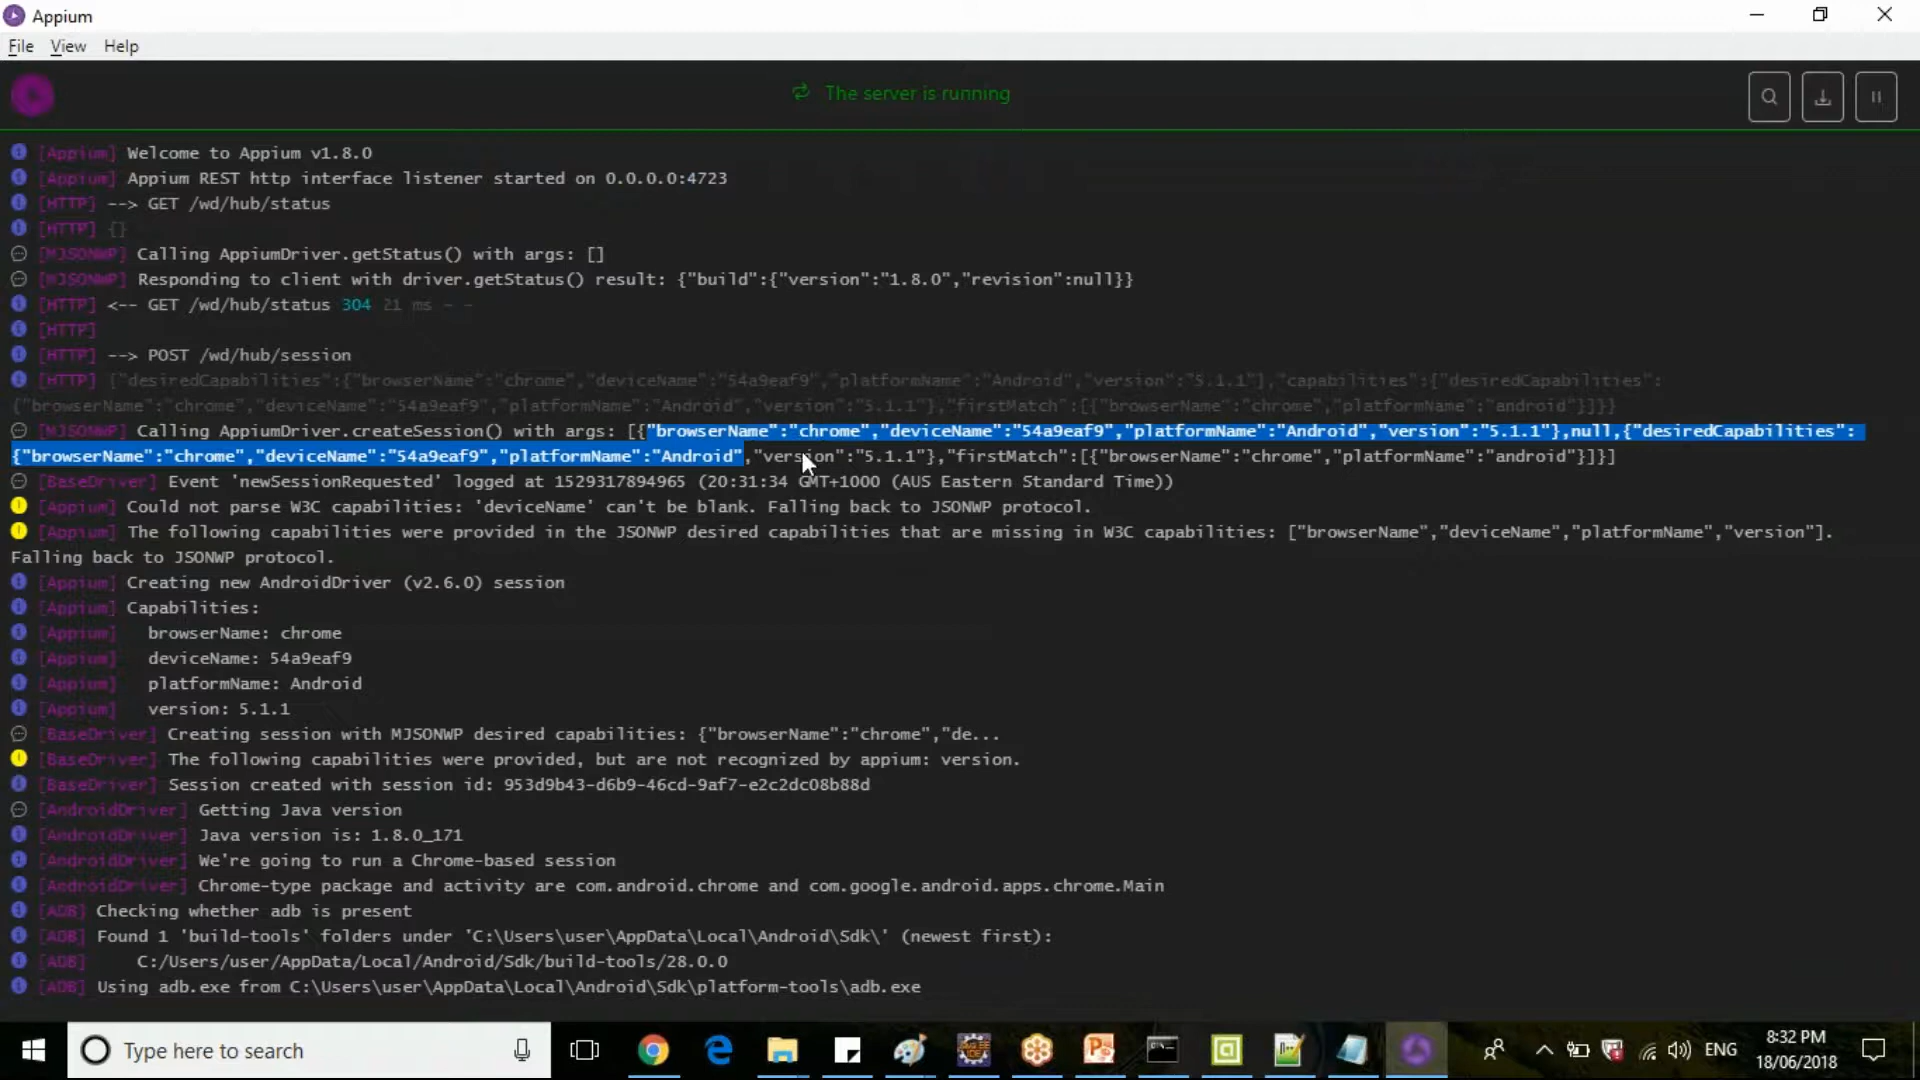 Appium
File View Help
The server is running
[Appium] Welcome to Appium v1.8.0
[Appium] Appium REST http interface listener started on 0.0.0.0:4723
[HTTP] --> GET /wd/hub/status
[HTTP] {}
[MJSONWP] Calling AppiumDriver.getStatus() with args: []
[MJSONWP] Responding to client with driver.getStatus() result: {"build":{"version":"1.8.0","revision":null}}
[HTTP] <-- GET /wd/hub/status 304 21 ms - -
[HTTP]
[HTTP] --> POST /wd/hub/session
[HTTP] {"desiredCapabilities":{"browserName":"chrome","deviceName":"54a9eaf9","platformName":"Android","version":"5.1.1"},"capabilities":{"desiredCapabilities":
{"browserName":"chrome","deviceName":"54a9eaf9","platformName":"Android","version":"5.1.1"},"firstMatch":[{"browserName":"chrome","platformName":"android"}]}}
[MJSONWP] Calling AppiumDriver.createSession() with args: [{"browserName":"chrome","deviceName":"54a9eaf9","platformName":"Android","version":"5.1.1"},null,{"desiredCapabilities":
{"browserName":"chrome","deviceName":"54a9eaf9","platformName":"Android","version":"5.1.1"},"firstMatch":[{"browserName":"chrome","platformName":"android"}]}]
[BaseDriver] Event 'newSessionRequested' logged at 1529317894965 (20:31:34 GMT+1000 (AUS Eastern Standard Time))
[Appium] Could not parse W3C capabilities: 'deviceName' can't be blank. Falling back to JSONWP protocol.
[Appium] The following capabilities were provided in the JSONWP desired capabilities that are missing in W3C capabilities: ["browserName","deviceName","platformName","version"].
Falling back to JSONWP protocol.
[Appium] Creating new AndroidDriver (v2.6.0) session
[Appium] Capabilities:
[Appium] browserName: chrome
[Appium] deviceName: 54a9eaf9
[Appium] platformName: Android
[Appium] version: 5.1.1
[BaseDriver] Creating session with MJSONWP desired capabilities: {"browserName":"chrome","de...
[BaseDriver] The following capabilities were provided, but are not recognized by appium: version.
[BaseDriver] Session created with session id: 953d9b43-d6b9-46cd-9af7-e2c2dc08b88d
[AndroidDriver] Getting Java version
[AndroidDriver] Java version is: 1.8.0_171
[AndroidDriver] We're going to run a Chrome-based session
[AndroidDriver] Chrome-type package and activity are com.android.chrome and com.google.android.apps.chrome.Main
[ADB] Checking whether adb is present
[ADB] Found 1 'build-tools' folders under 'C:\Users\user\AppData\Local\Android\Sdk\' (newest first):
[ADB] C:/Users/user/AppData/Local/Android/Sdk/build-tools/28.0.0
[ADB] Using adb.exe from C:\Users\user\AppData\Local\Android\Sdk\platform-tools\adb.exe
Type here to search
ENG
8:32 PM
18/06/2018